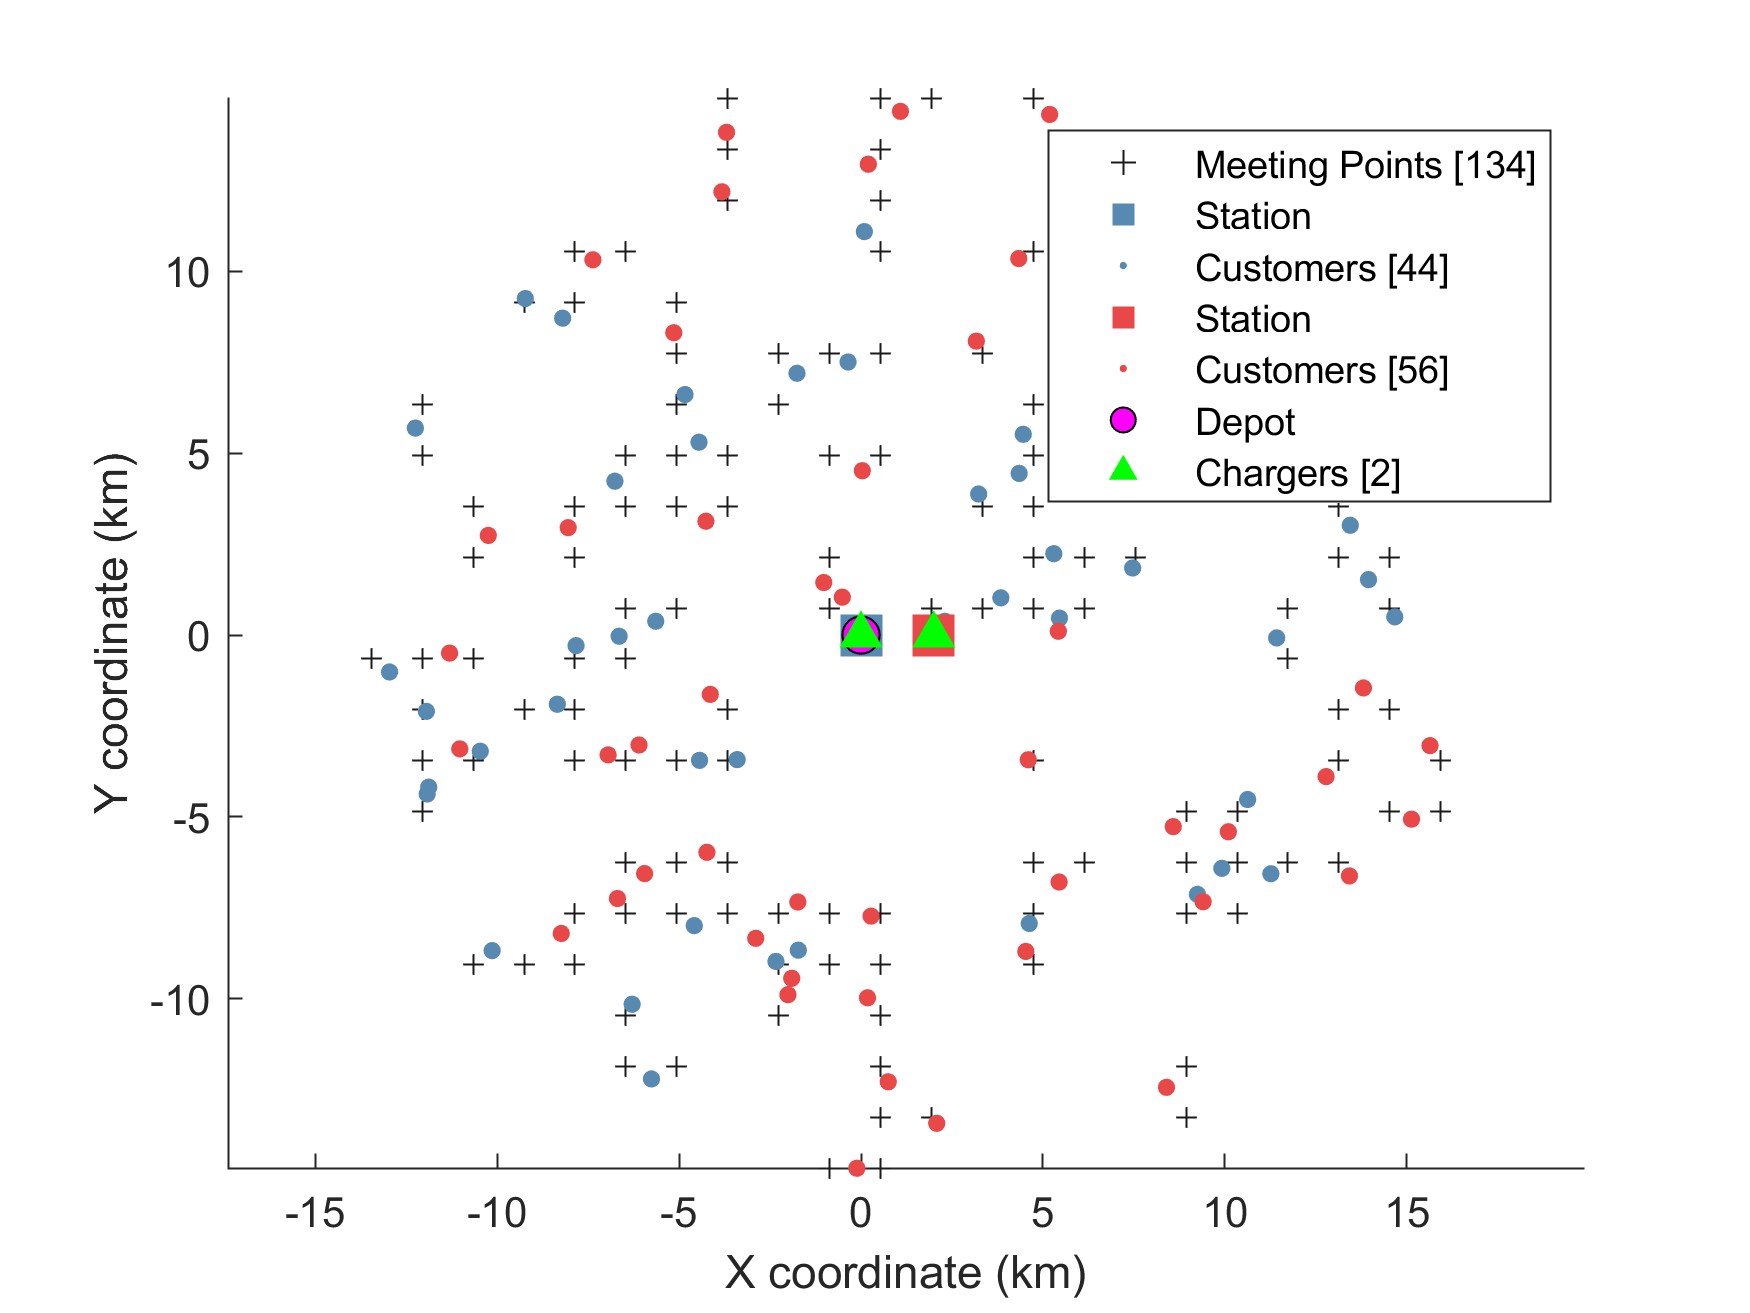 Meeting Points [134]
Station
Customers [44]
Station
Customers [56]
Depot
Chargers [2]
10
5
0
-5
-10
Y coordinate (km)
-15 -10 -5 0 5 10 15
X coordinate (km)